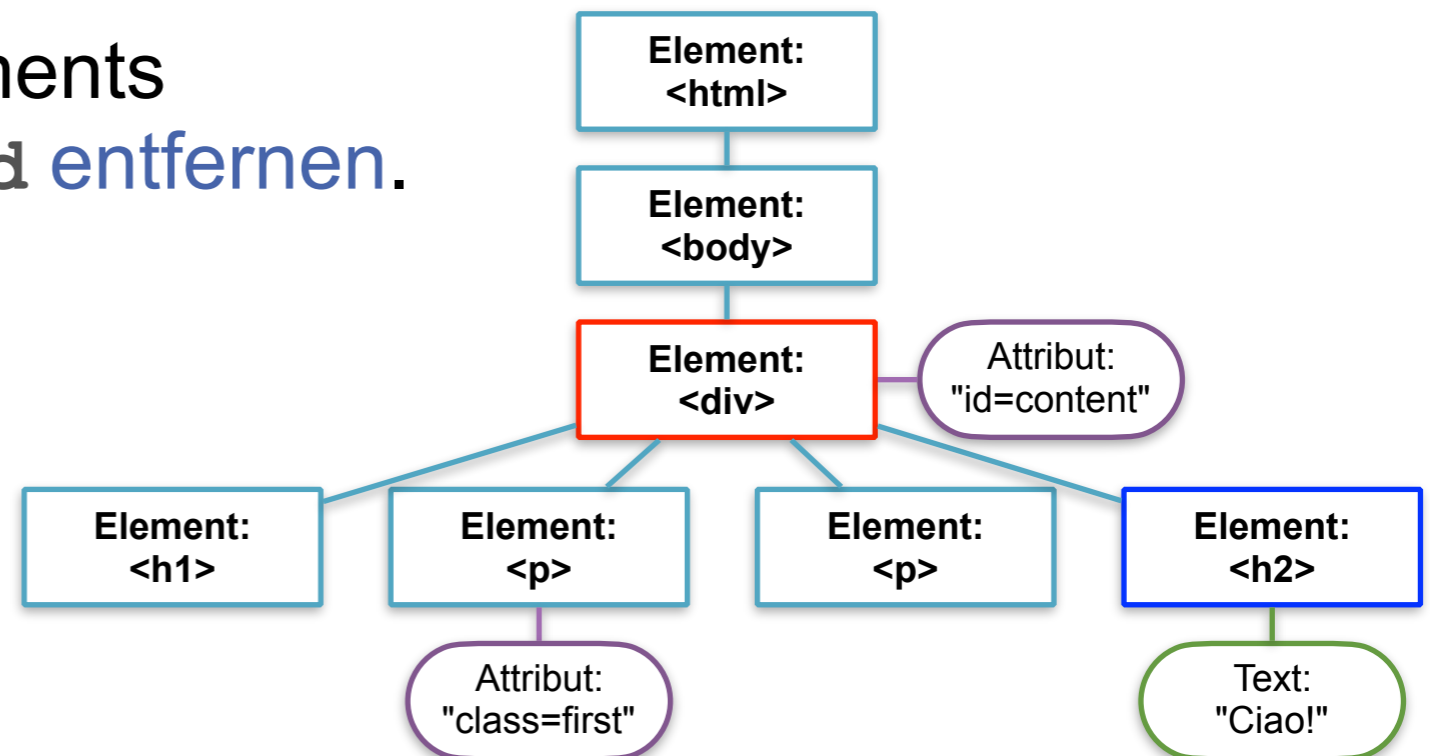 ments
d entfernen.
Element:
<html>
Element:
<body>
Element:
<div>
Attribut:
"id=content"
Element:
<h1>
Element:
<p>
Element:
<p>
Element:
<h2>
Attribut:
"class=first"
Text:
"Ciao!"